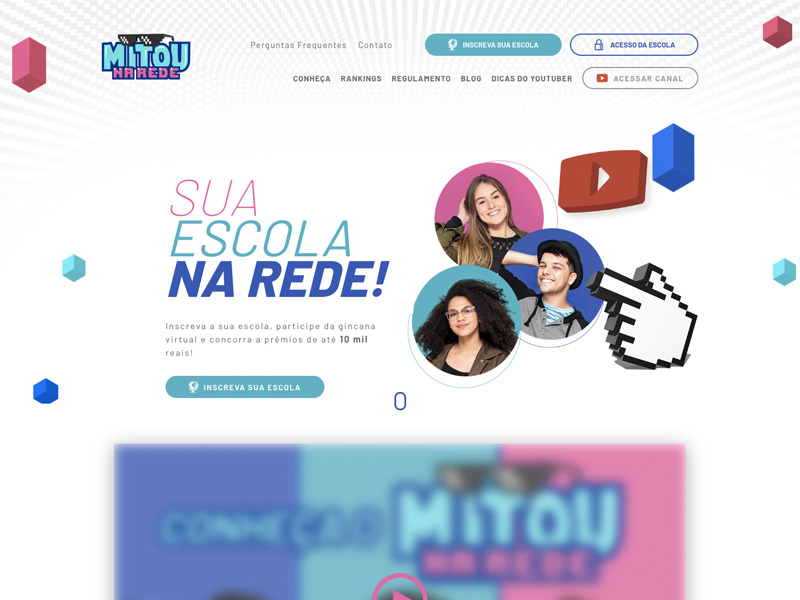 MITOU
NA REDE
Perguntas Frequentes
Contato
INSCREVA SUA ESCOLA
ACESSO DA ESCOLA
CONHEÇA
RANKINGS
REGULAMENTO
BLOG
DICAS DO YOUTUBER
ACESSAR CANAL
SUA
ESCOLA
NA REDE!
Inscreva a sua escola, participe da gincana
virtual e concorra a prêmios de até 10 mil
reais!
INSCREVA SUA ESCOLA
CONHEÇA O
MITOU
NA REDE